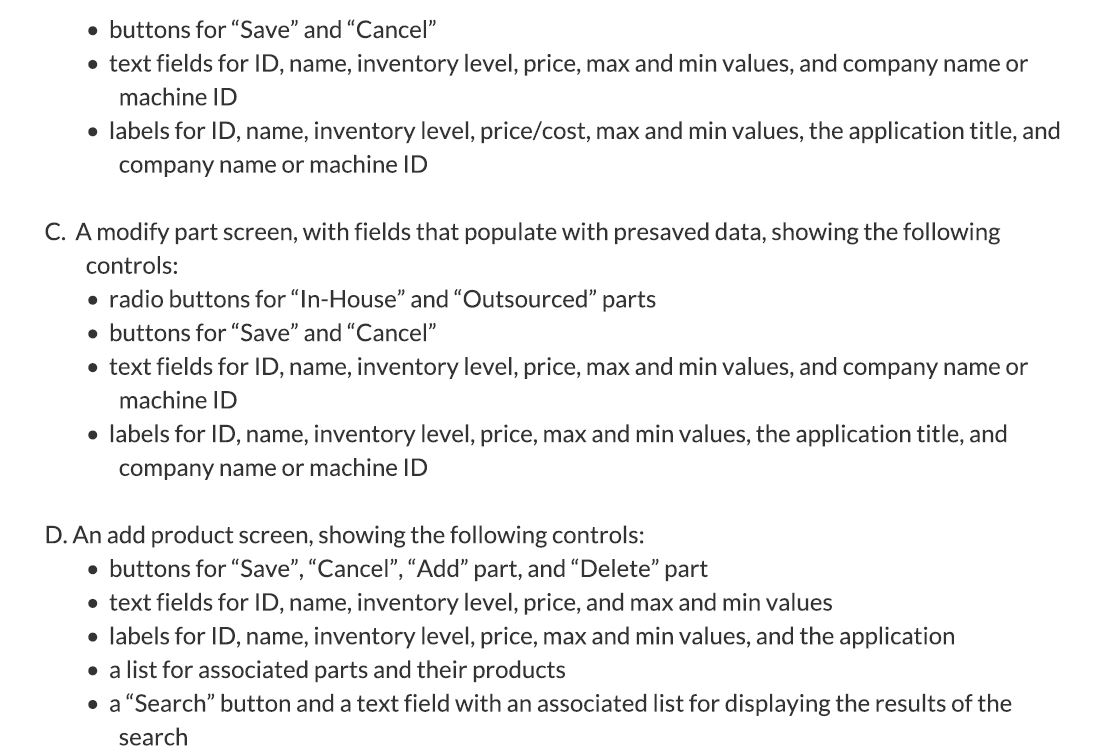 • buttons for “Save” and “Cancel”
• text fields for ID, name, inventory level, price, max and min values, and company name or
machine ID
• labels for ID, name, inventory level, price/cost, max and min values, the application title, and
company name or machine ID
C. A modify part screen, with fields that populate with presaved data, showing the following
controls:
• radio buttons for “In-House” and “Outsourced” parts
• buttons for “Save” and “Cancel”
• text fields for ID, name, inventory level, price, max and min values, and company name or
machine ID
• labels for ID, name, inventory level, price, max and min values, the application title, and
company name or machine ID
D. An add product screen, showing the following controls:
• buttons for “Save”, “Cancel”, “Add” part, and “Delete” part
• text fields for ID, name, inventory level, price, and max and min values
• labels for ID, name, inventory level, price, max and min values, and the application
• a list for associated parts and their products
• a “Search” button and a text field with an associated list for displaying the results of the
search